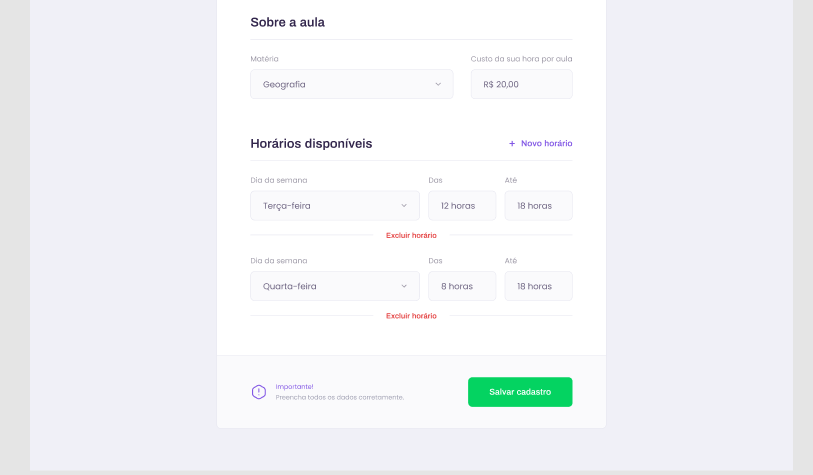 Sobre a aula
Matéria
Custo da sua hora por aula
Geografia
R$ 20,00
Horários disponíveis
+ Novo horário
Dia da semana
Das
Até
Terça-feira
12 horas
18 horas
Excluir horário
Dia da semana
Das
Até
Quarta-feira
8 horas
18 horas
Excluir horário
Importante!
Preencha todos os dados corretamente.
Salvar cadastro